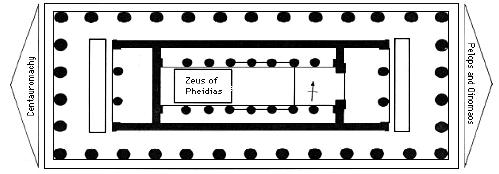 Centauromachy
Zeus of
Pheidias
Pelops and Oinomaos